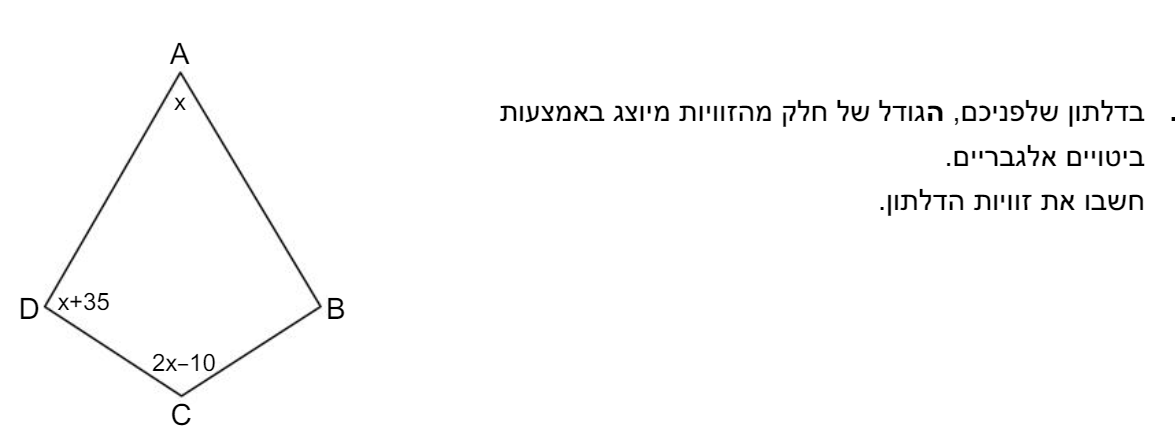 . בדלתון שלפניכם, הגודל של חלק מהזוויות מיוצג באמצעות
ביטויים אלגבריים.
חשבו את זוויות הדלתון.
A
x
D
x+35
B
2x–10
C